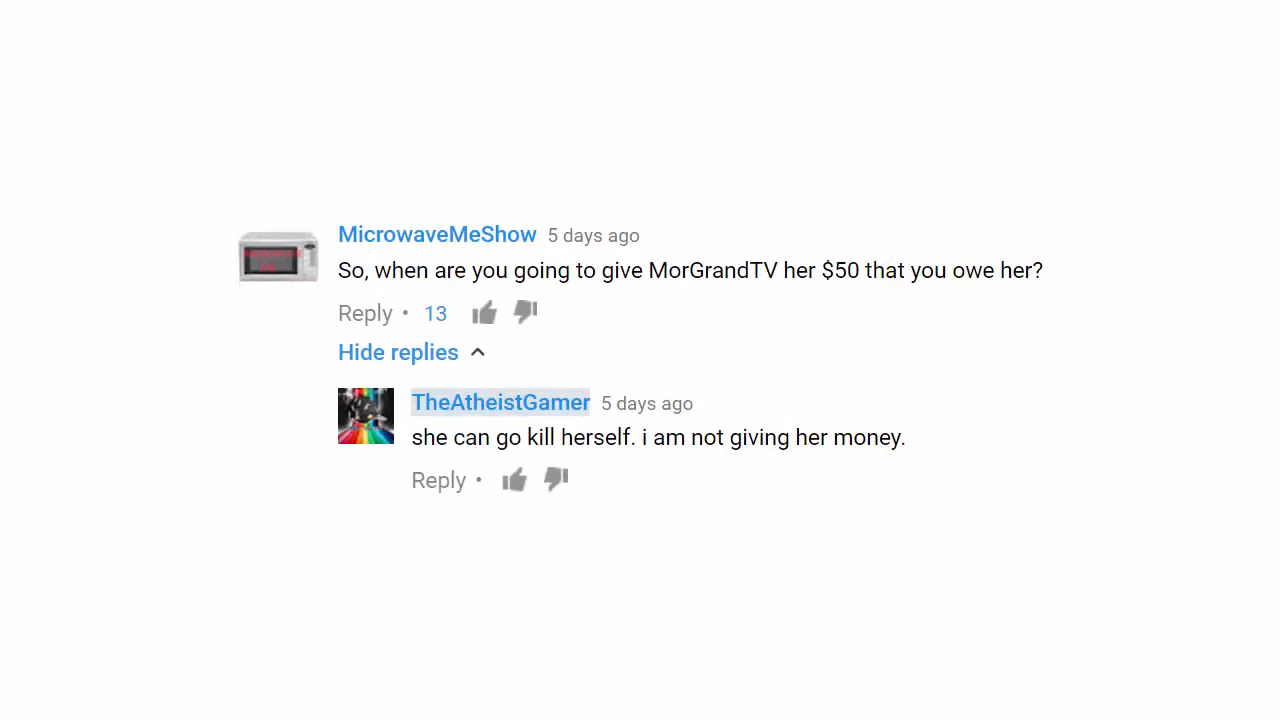 MicrowaveMeShow 5 days ago
So, when are you going to give MorGrandTV her $50 that you owe her?
Reply • 13
Hide replies
TheAtheistGamer 5 days ago
she can go kill herself. i am not giving her money.
Reply •